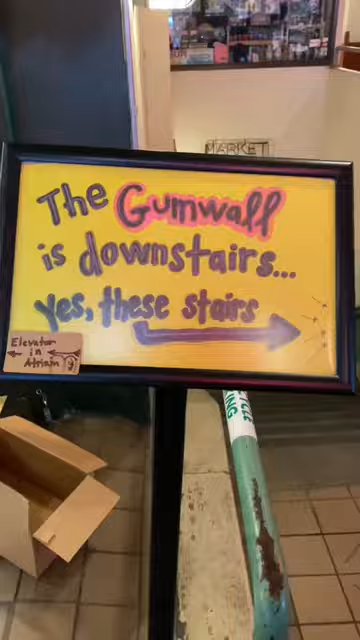 MARKET
The Gumwall
is downstairs...
Yes, these stairs
Elevator
in
Atrium